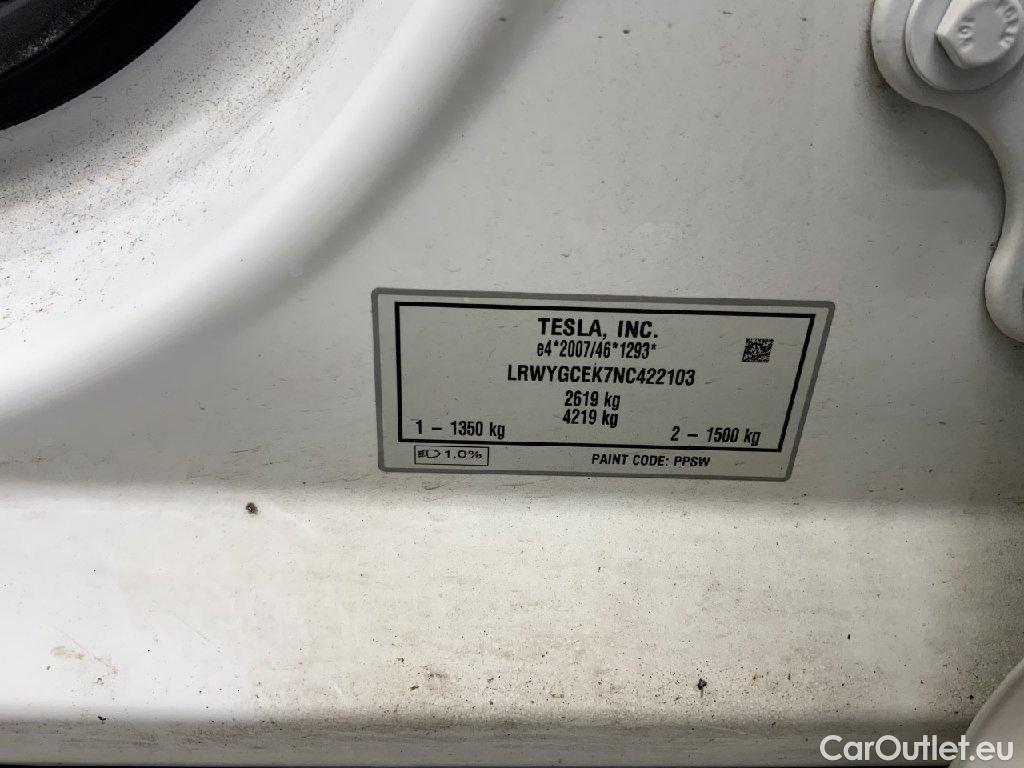 TESLA, INC.
e4*2007/46*1293*
LRWYGCEK7NC422103
2619 kg
4219 kg
1 – 1350 kg
2 – 1500 kg
1.0%
PAINT CODE: PPSW
CarOutlet.eu